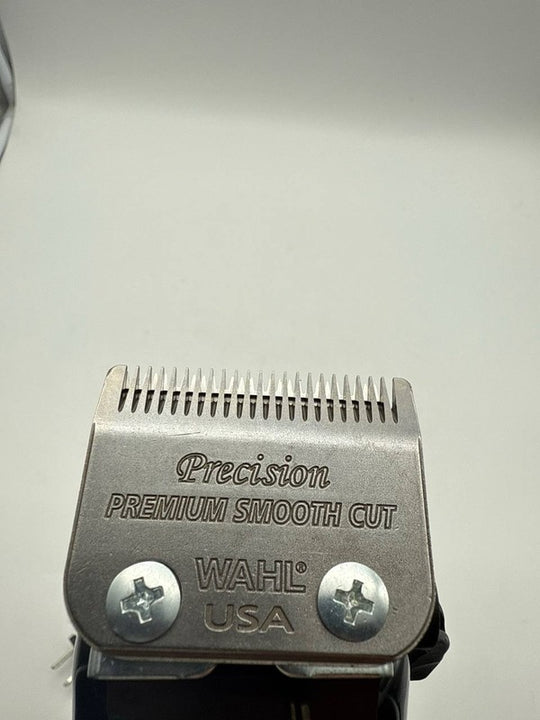 Precision
PREMIUM SMOOTH CUT
WAHL®
USA